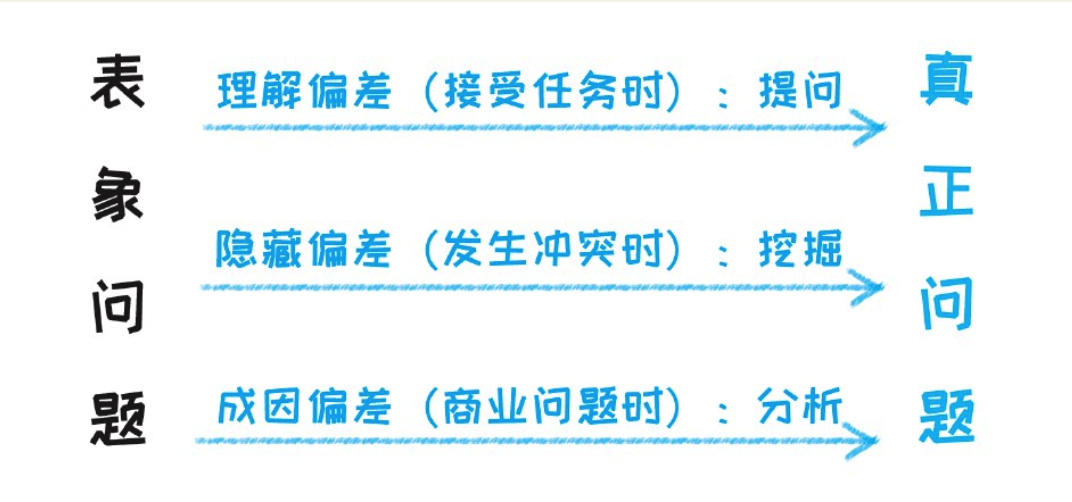 表象问题
理解偏差（接受任务时）：提问
隐藏偏差（发生冲突时）：挖掘
成因偏差（商业问题时）：分析
真正问题